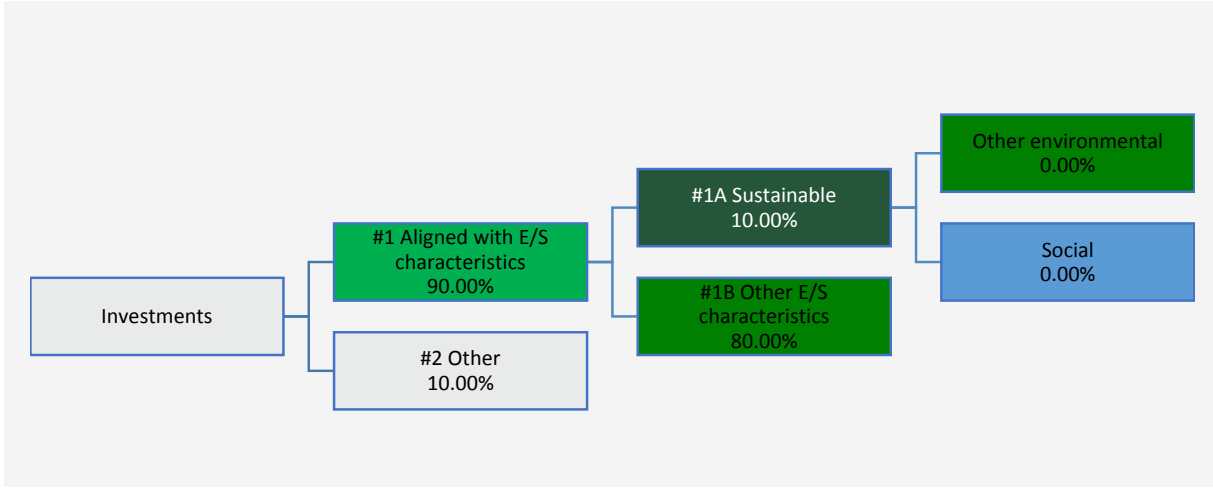 Investments
#1 Aligned with E/S
characteristics
90.00%
#2 Other
10.00%
#1A Sustainable
10.00%
#1B Other E/S
characteristics
80.00%
Other environmental
0.00%
Social
0.00%